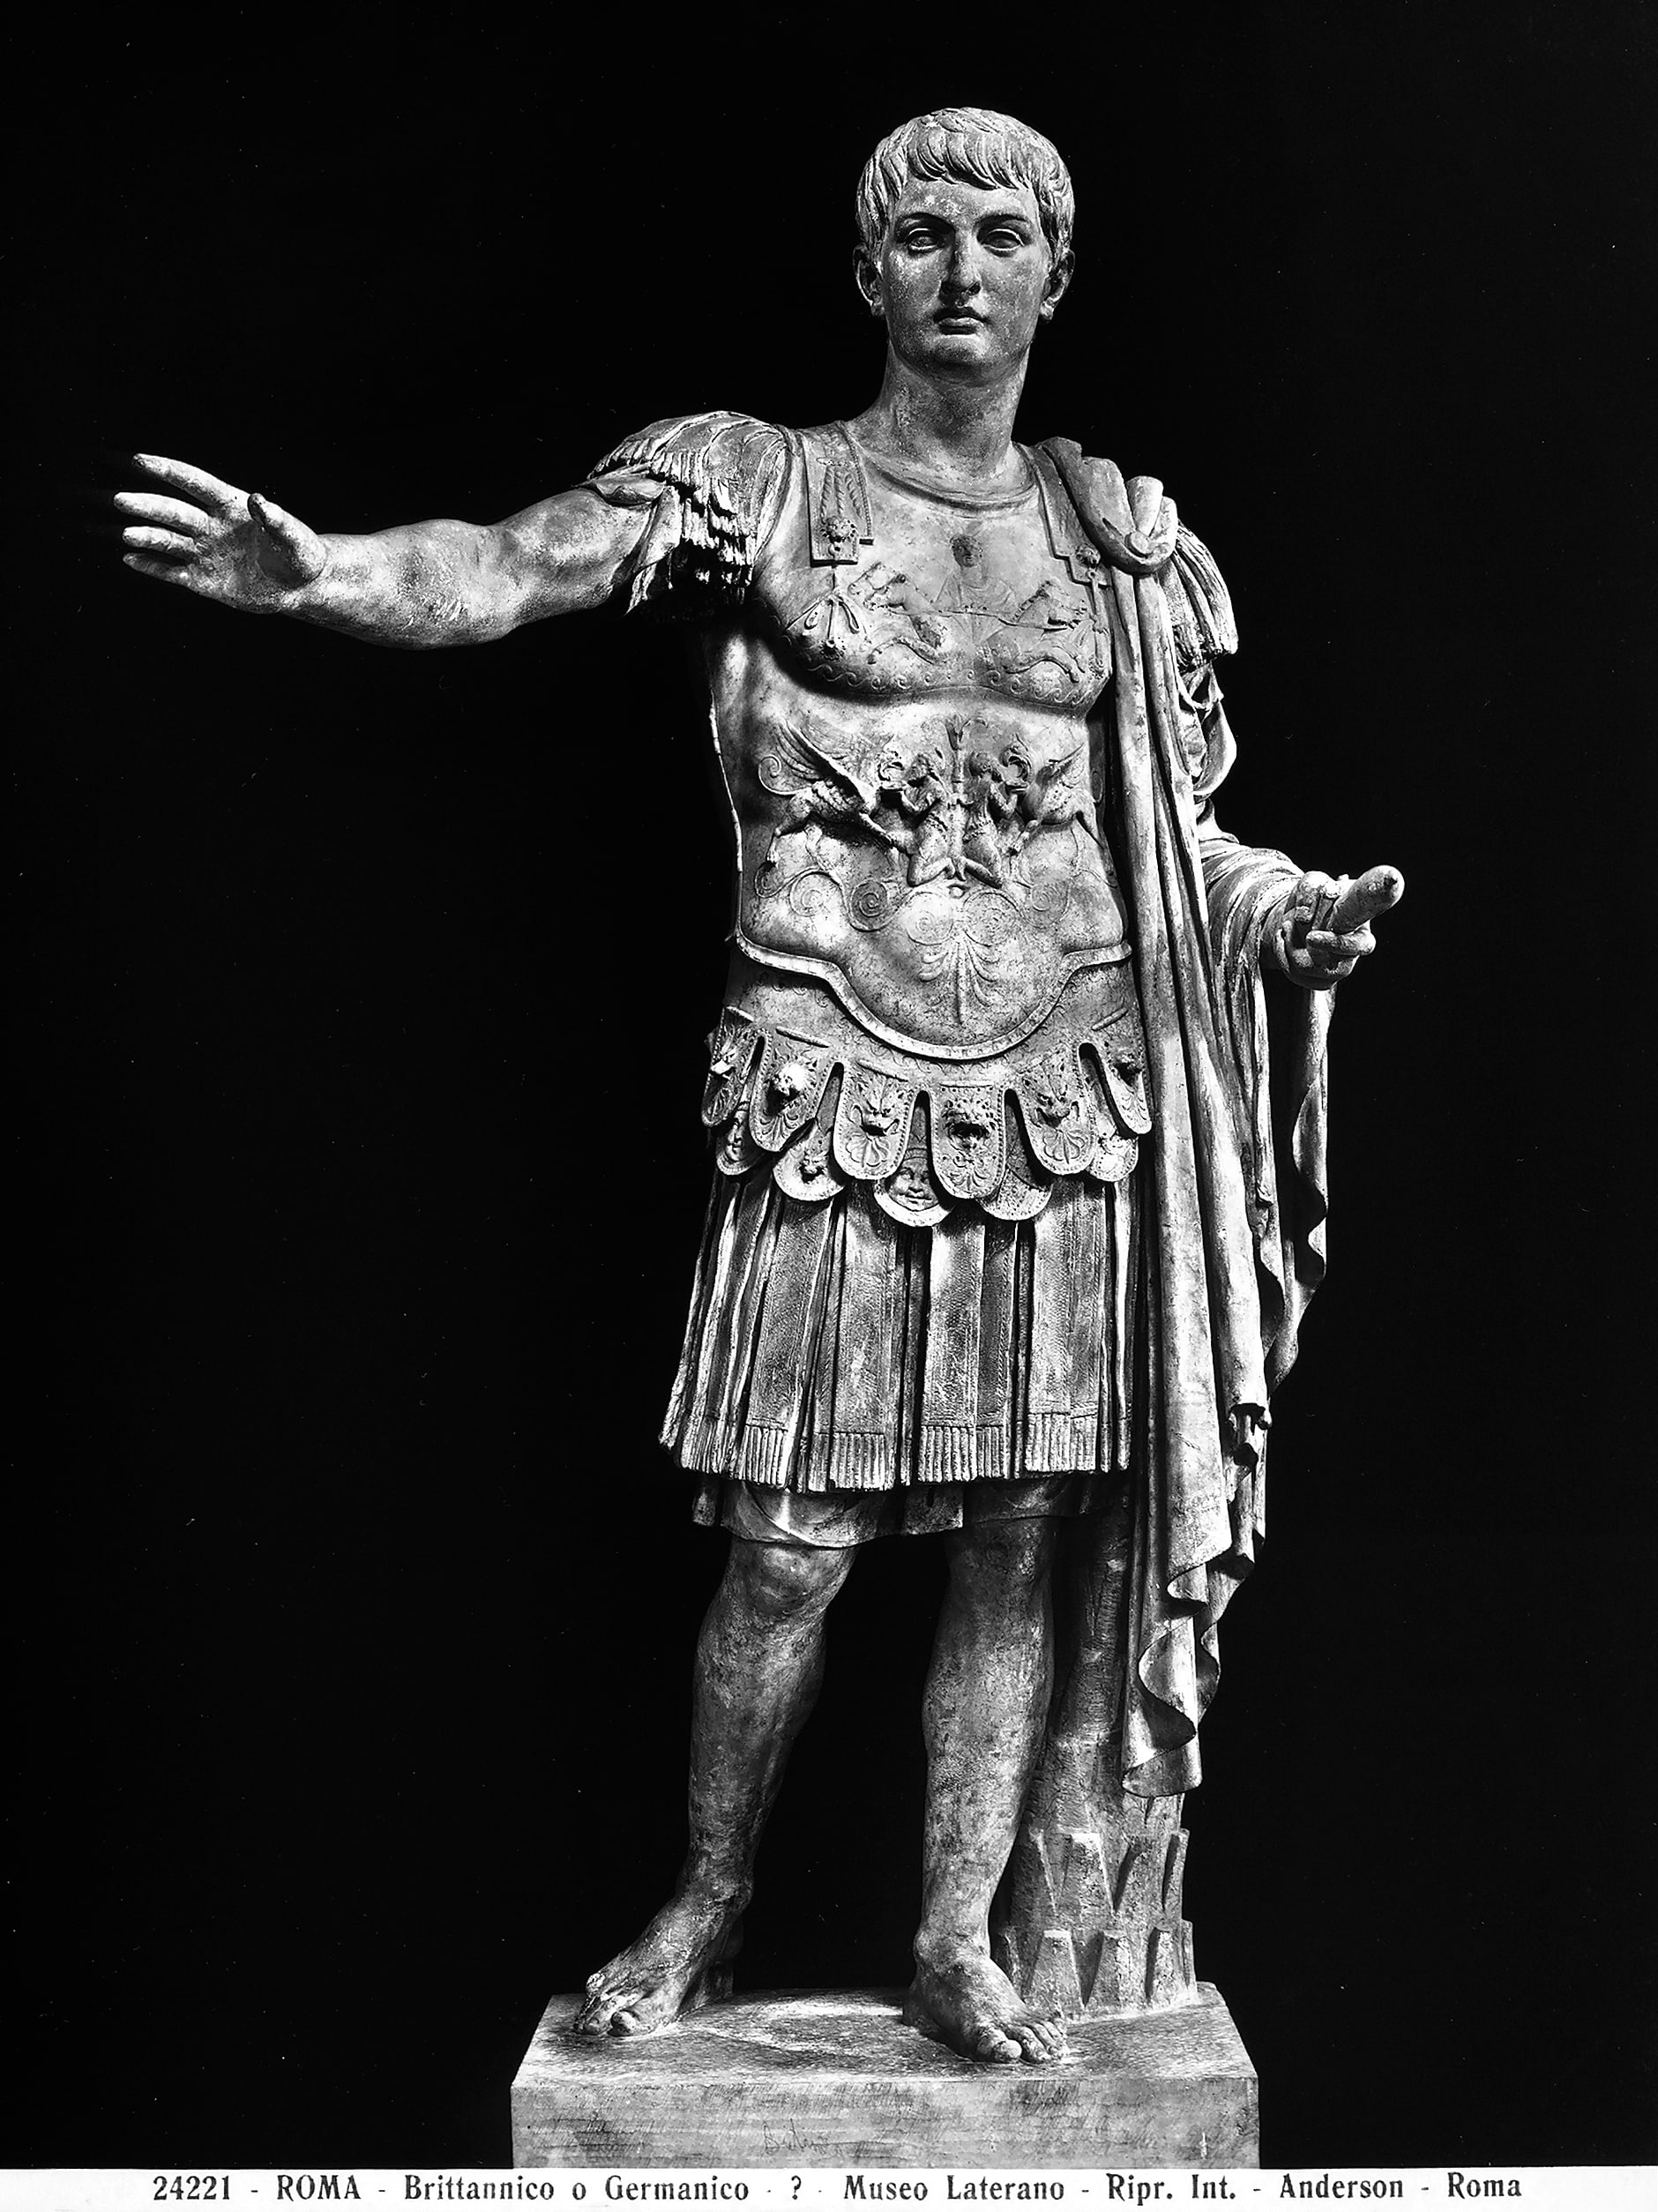 24221 - ROMA - Brittannico o Germanico - ? - Museo Laterano - Ripr. Int. - Anderson - Roma